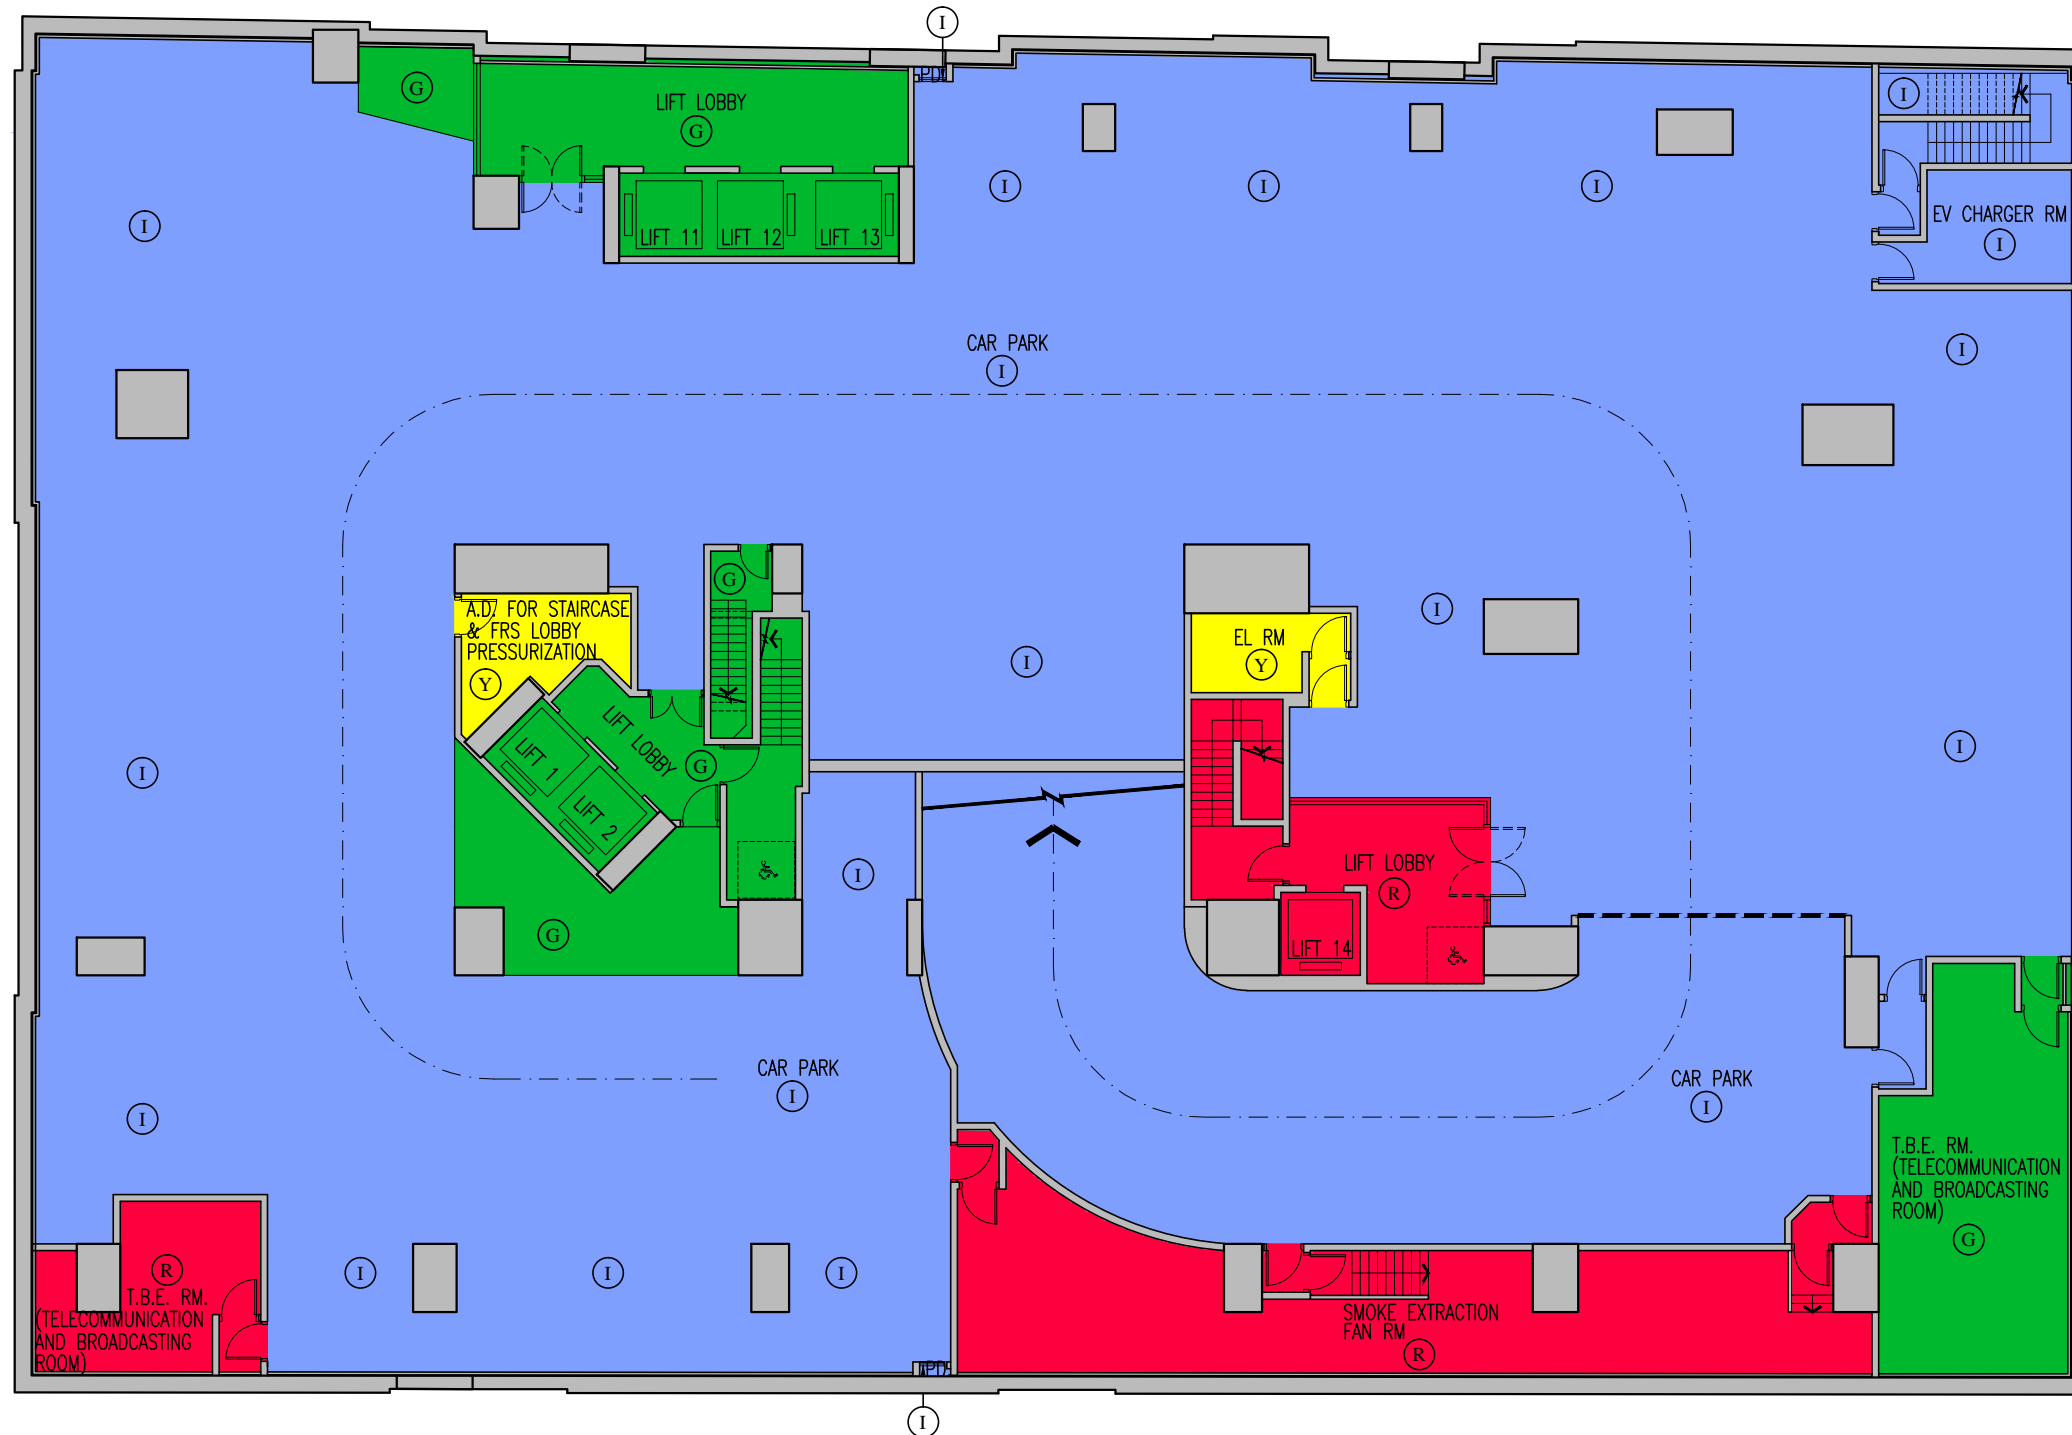 I
G
LIFT LOBBY
G
PD
I
I
I
I
I
EV CHARGER RM
I
LIFT 11
LIFT 12
LIFT 13
CAR PARK
I
I
G
A.D. FOR STAIRCASE
& FRS LOBBY
PRESSURIZATION
Y
I
EL RM
Y
I
LIFT LOBBY
G
LIFT 1
LIFT 2
I
I
I
LIFT LOBBY
R
G
LIFT 14
CAR PARK
I
CAR PARK
I
I
T.B.E. RM.
(TELECOMMUNICATION
AND BROADCASTING
ROOM)
G
R
T.B.E. RM.
(TELECOMMUNICATION
AND BROADCASTING
ROOM)
I
I
I
SMOKE EXTRACTION
FAN RM
R
PD
I